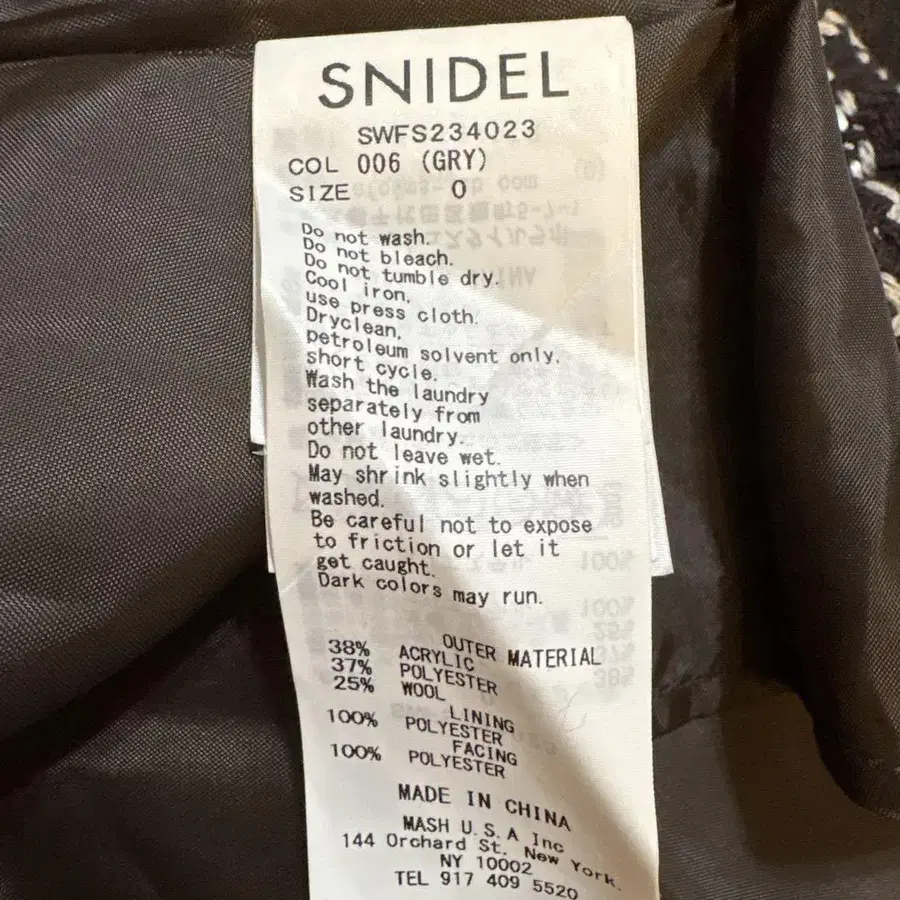 SNIDEL
SWFS234023
COL 006 (GRY)
SIZE 0
Do not wash.
Do not bleach.
Do not tumble dry.
Cool iron,
use press cloth.
Dryclean,
petroleum solvent only,
short cycle.
Wash the laundry
separately from
other laundry.
Do not leave wet.
May shrink slightly when
washed.
Be careful not to expose
to friction or let it
get caught.
Dark colors may run.
OUTER MATERIAL
38% ACRYLIC
37% POLYESTER
25% WOOL
LINING
100% POLYESTER
FACING
100% POLYESTER
MADE IN CHINA
MASH U.S.A Inc
144 Orchard St. New York.
NY 10002
TEL 917 409 5520